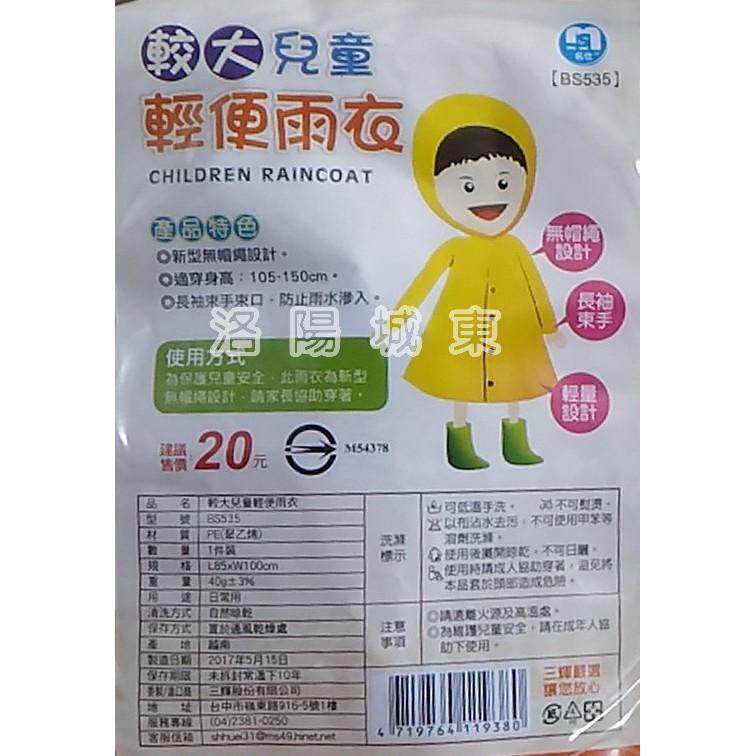 較大兒童
輕便雨衣
CHILDREN RAINCOAT
名仕
【BS535】
產品特色
◎新型無帽繩設計。
◎適穿身高：105-150cm。
◎長袖束手束口，防止雨水滲入。
無帽繩
設計
長袖
束手
輕量
設計
洛陽城東
使用方式
為保護兒童安全，此雨衣為新型
無帽繩設計，請家長協助穿著。
建議
售價 20元
M54378
品名 較大兒童輕便雨衣
型號 BS535
材質 PE(聚乙烯)
數量 1件裝
規格 L85xW100cm
重量 40g±3%
用途 日常用
清洗方式 自然晾乾
保存方式 置於通風乾燥處
產地 越南
製造日期 2017年5月15日
保存期限 未拆封常溫下10年
委製/進口商 三輝股份有限公司
地址 台中市嶺東路916-5號1樓
服務專線 (04)2381-0250
客服信箱 shhuei31@ms49.hinet.net
洗滌
標示
可低溫手洗。 不可熨燙。
以布沾水去污，不可使用甲苯等
溶劑洗滌。
使用後攤開晾乾，不可日曬。
使用時請成人協助穿著，避免將
本品套於頭部造成危險。
注意
事項
◎請遠離火源及高溫處。
◎為維護兒童安全，請在成年人協
助下使用。
三輝嚴選
讓您放心
4 719764 119380